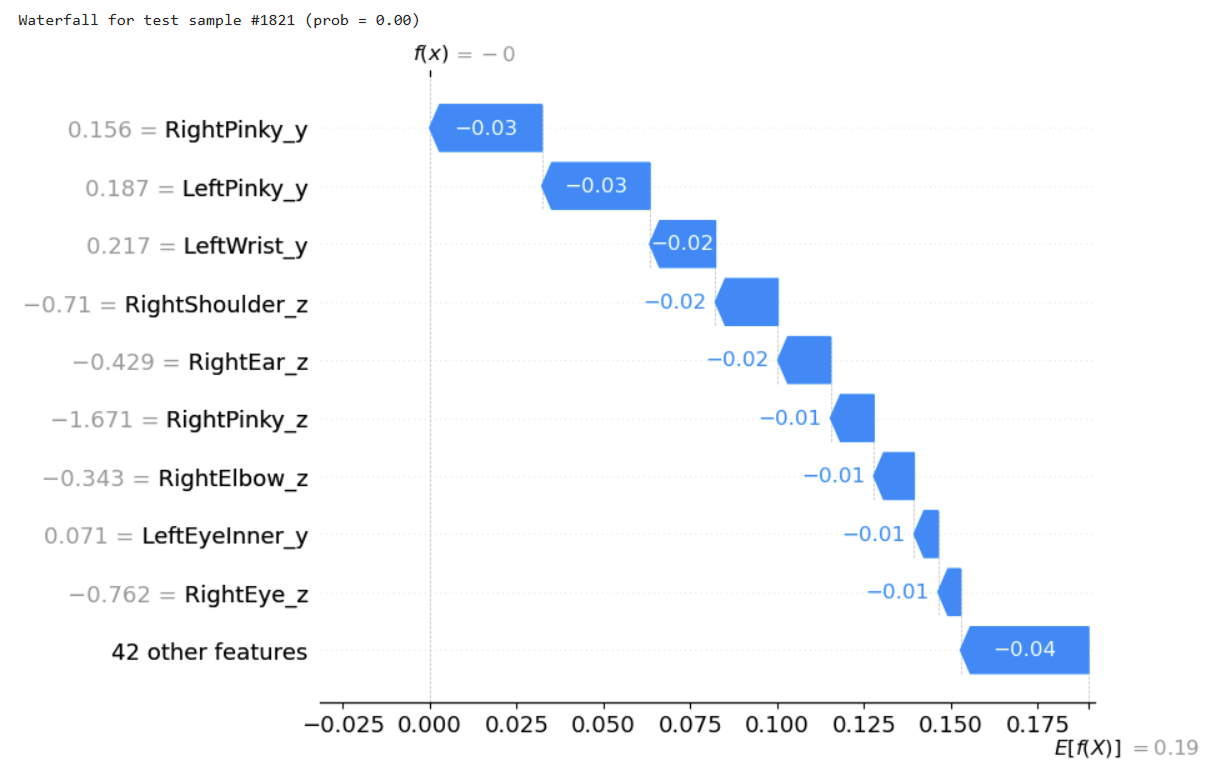 Waterfall for test sample #1821 (prob = 0.00)
f(x) = −0
0.156 = RightPinky_y
−0.03
0.187 = LeftPinky_y
−0.03
0.217 = LeftWrist_y
−0.02
−0.71 = RightShoulder_z
−0.02
−0.429 = RightEar_z
−0.02
−1.671 = RightPinky_z
−0.01
−0.343 = RightElbow_z
−0.01
0.071 = LeftEyeInner_y
−0.01
−0.762 = RightEye_z
−0.01
42 other features
−0.04
−0.025 0.000 0.025 0.050 0.075 0.100 0.125 0.150 0.175
E[f(X)] = 0.19